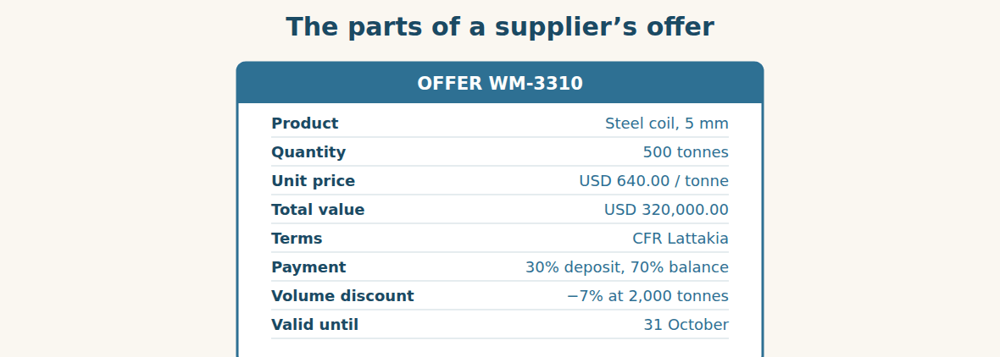 The parts of a supplier’s offer
OFFER WM-3310
Product Steel coil, 5 mm
Quantity 500 tonnes
Unit price USD 640.00 / tonne
Total value USD 320,000.00
Terms CFR Lattakia
Payment 30% deposit, 70% balance
Volume discount −7% at 2,000 tonnes
Valid until 31 October